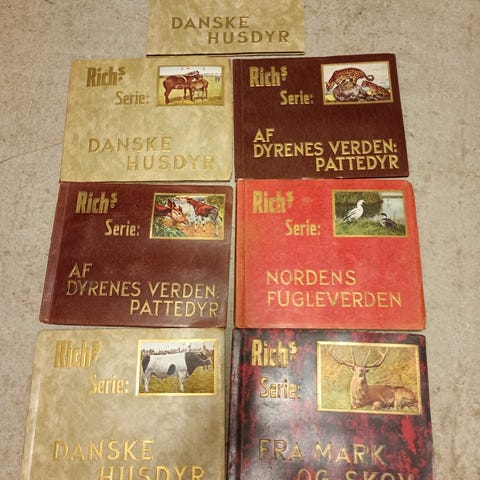 DANSKE
HUSDYR
Rich's
Serie:
DANSKE
HUSDYR
Rich's
Serie:
AF
DYRENES VERDEN:
PATTEDYR
Rich's
Serie:
AF
DYRENES VERDEN:
PATTEDYR
Rich's
Serie:
NORDENS
FUGLEVERDEN
Rich's
Serie:
DANSKE
HUSDYR
Rich's
Serie:
FRA MARK
OG SKOV